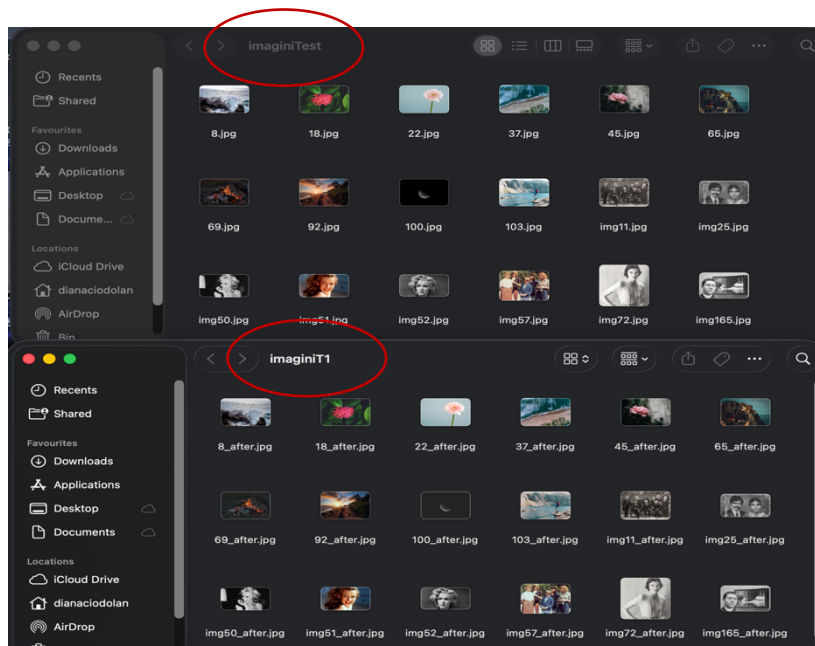 imaginiTest
Recents
Shared
Favourites
Downloads
Applications
Desktop
Docume...
Locations
iCloud Drive
dianaciodolan
AirDrop
Bin
8.jpg 18.jpg 22.jpg 37.jpg 45.jpg 65.jpg
69.jpg 92.jpg 100.jpg 103.jpg img11.jpg img25.jpg
img50.jpg img51.jpg img52.jpg img57.jpg img72.jpg img165.jpg
imaginiT1
Recents
Shared
Favourites
Downloads
Applications
Desktop
Documents
Locations
iCloud Drive
dianaciodolan
AirDrop
8_after.jpg 18_after.jpg 22_after.jpg 37_after.jpg 45_after.jpg 65_after.jpg
69_after.jpg 92_after.jpg 100_after.jpg 103_after.jpg img11_after.jpg img25_after.jpg
img50_after.jpg img51_after.jpg img52_after.jpg img57_after.jpg img72_after.jpg img165_after.jpg